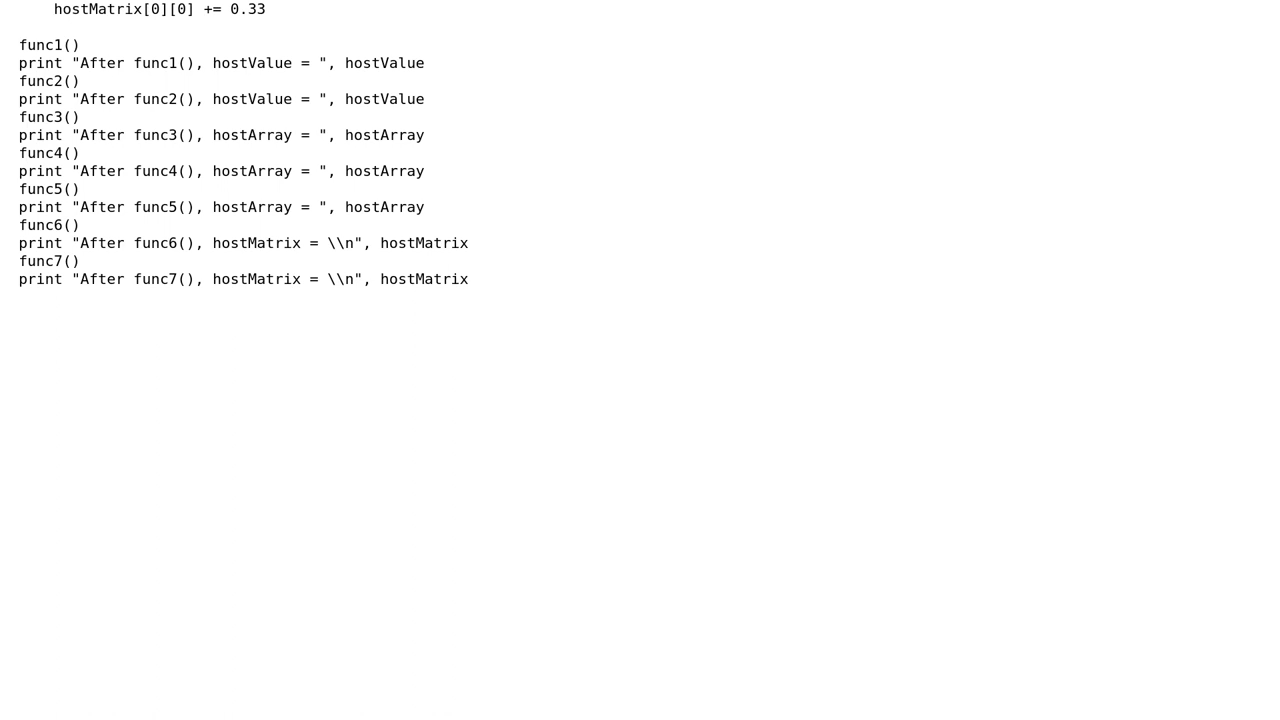 hostMatrix[0][0] += 0.33

func1()
print "After func1(), hostValue = ", hostValue
func2()
print "After func2(), hostValue = ", hostValue
func3()
print "After func3(), hostArray = ", hostArray
func4()
print "After func4(), hostArray = ", hostArray
func5()
print "After func5(), hostArray = ", hostArray
func6()
print "After func6(), hostMatrix = \\n", hostMatrix
func7()
print "After func7(), hostMatrix = \\n", hostMatrix